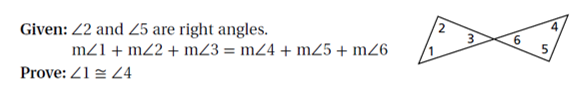 Given: ∠2 and ∠5 are right angles.
m∠1 + m∠2 + m∠3 = m∠4 + m∠5 + m∠6
Prove: ∠1 ≅ ∠4
2
1
3
6
4
5